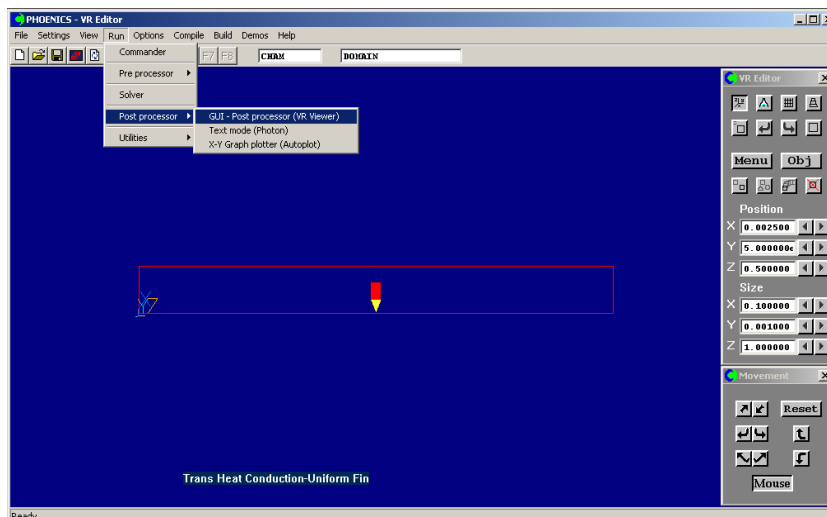 PHOENICS - VR Editor
File Settings View Run Options Compile Build Demos Help
F7 F8 CHAM DOMAIN
Commander
Pre processor
Solver
Post processor
Utilities
GUI - Post processor (VR Viewer)
Text mode (Photon)
X-Y Graph plotter (Autoplot)
VR Editor
Menu Obj
Position
X 0.002500
Y 5.000000e
Z 0.500000
Size
X 0.100000
Y 0.001000
Z 1.000000
Movement
Reset
Mouse
Trans Heat Conduction-Uniform Fin
Ready